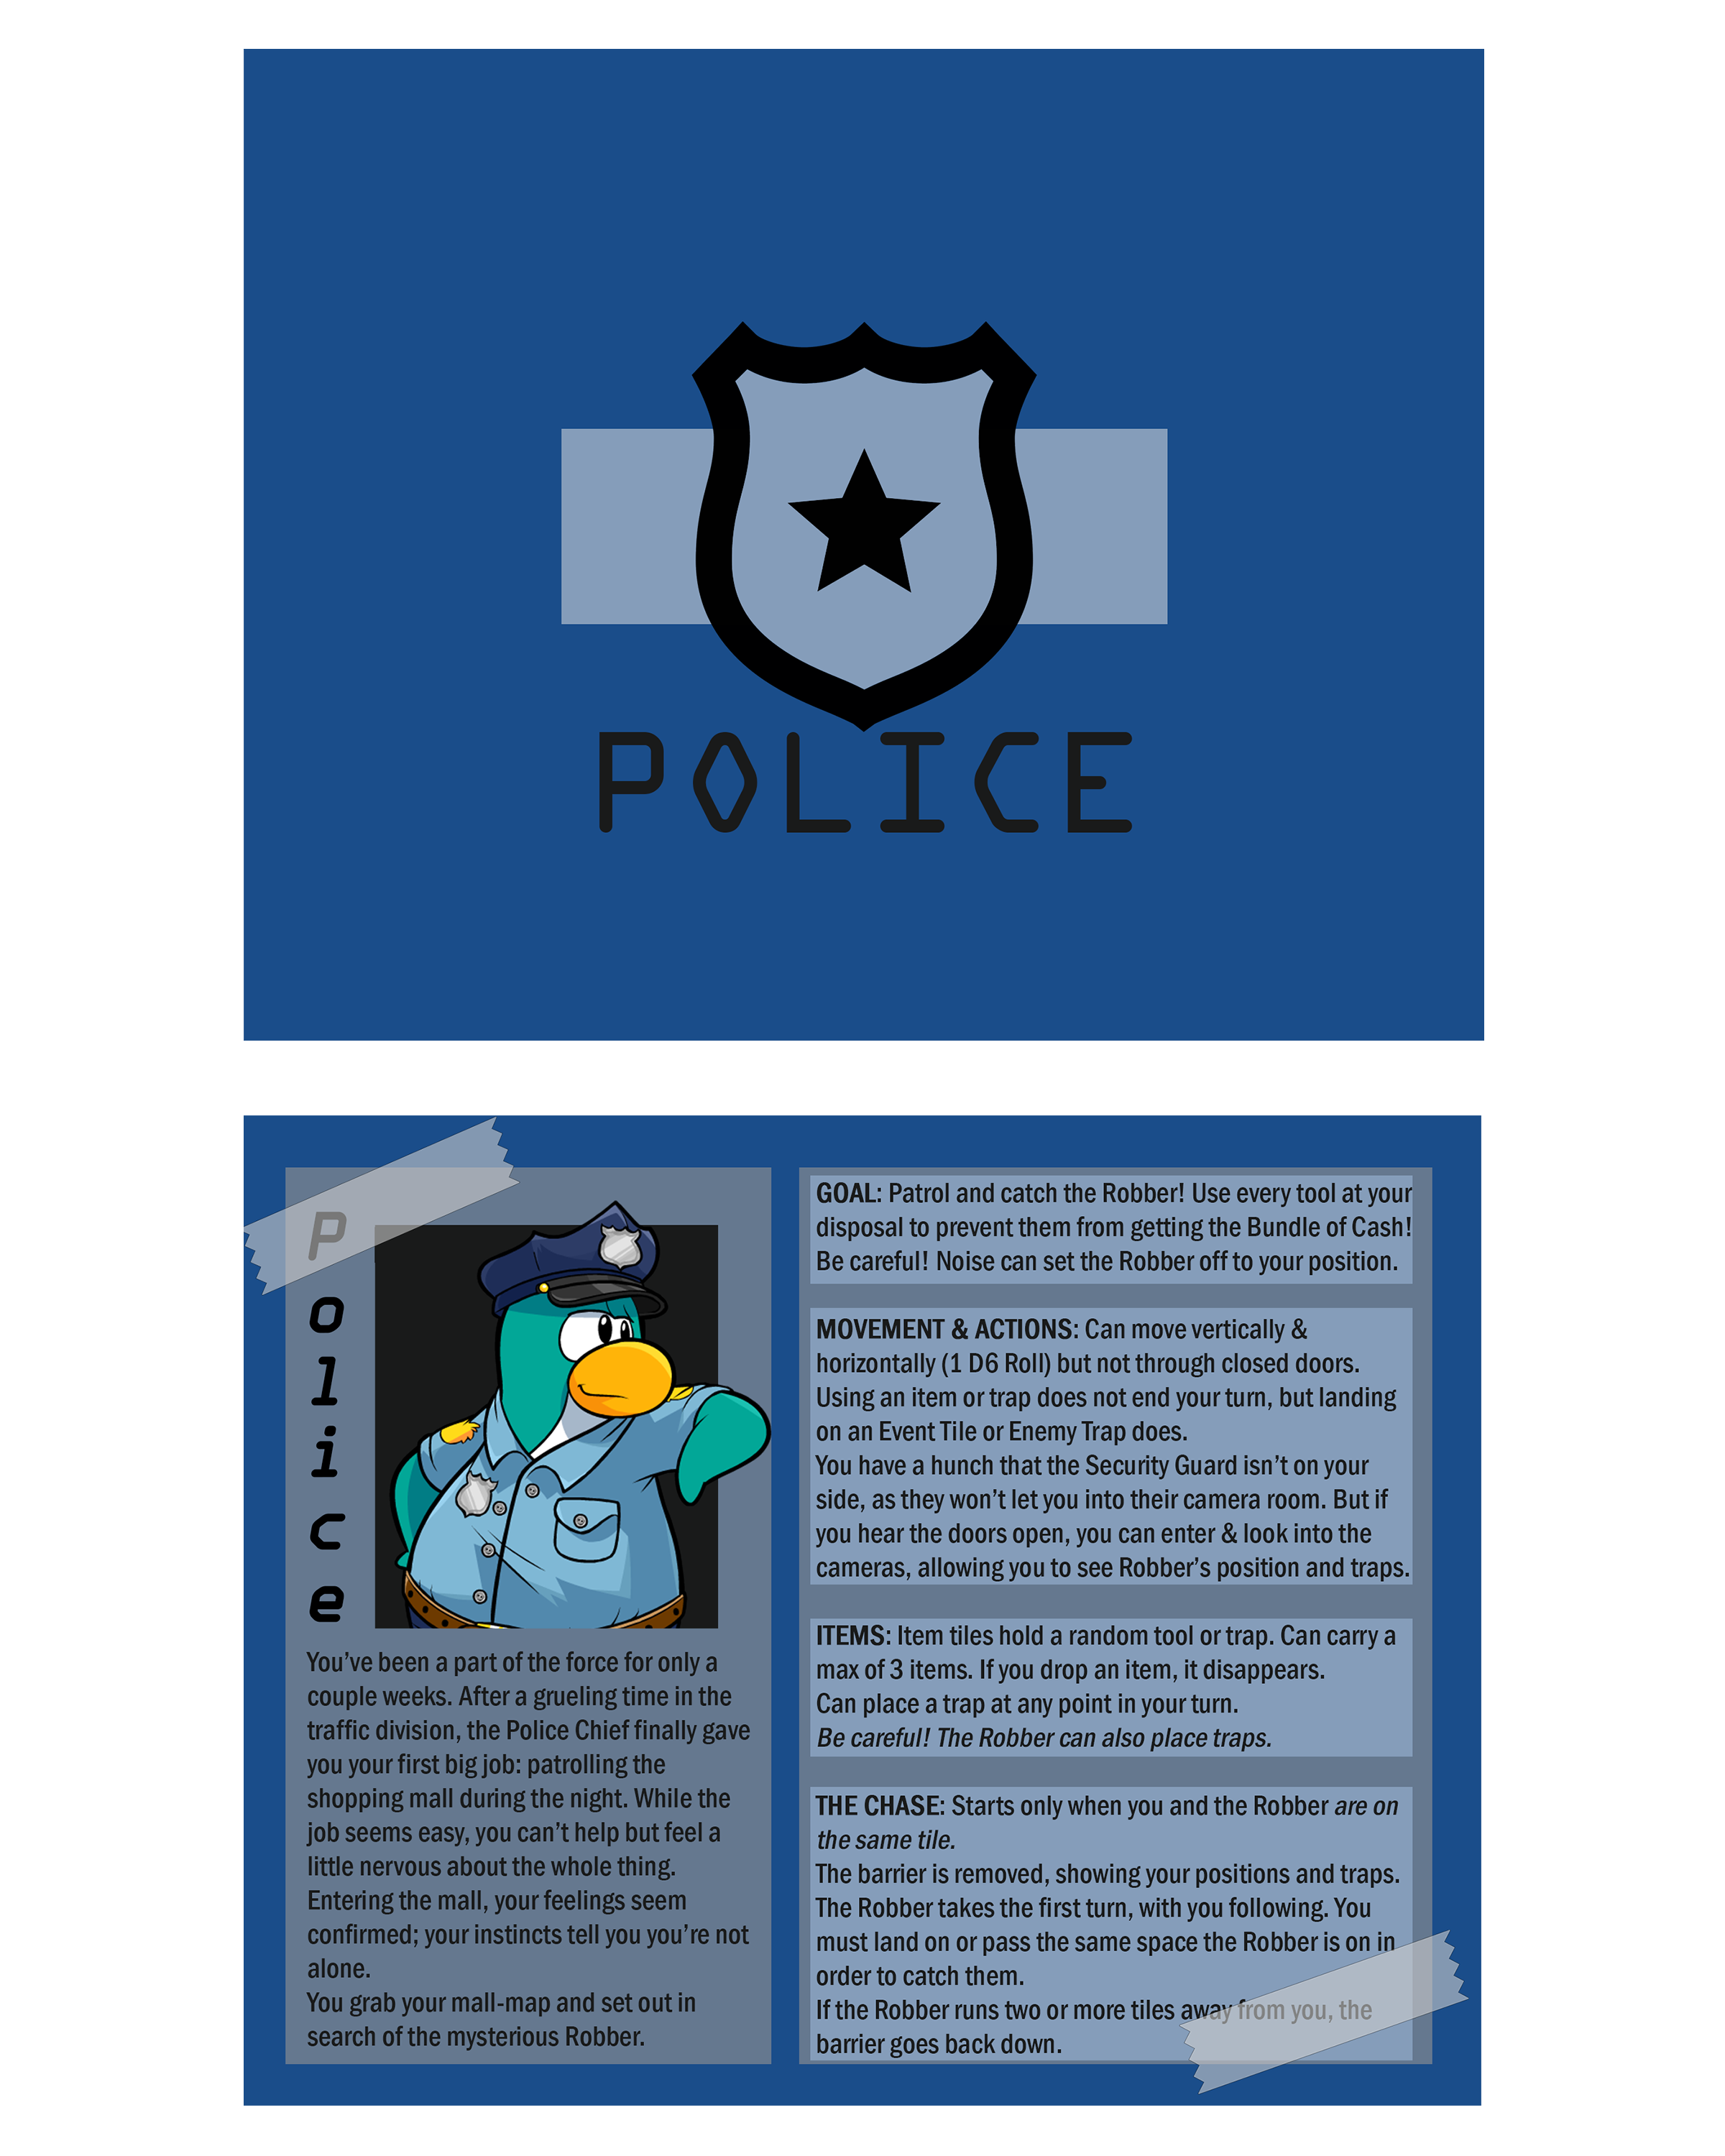 POLICE
Police
You've been a part of the force for only a
couple weeks. After a grueling time in the
traffic division, the Police Chief finally gave
you your first big job: patrolling the
shopping mall during the night. While the
job seems easy, you can't help but feel a
little nervous about the whole thing.
Entering the mall, your feelings seem
confirmed; your instincts tell you you're not
alone.
You grab your mall-map and set out in
search of the mysterious Robber.
GOAL: Patrol and catch the Robber! Use every tool at your
disposal to prevent them from getting the Bundle of Cash!
Be careful! Noise can set the Robber off to your position.
MOVEMENT & ACTIONS: Can move vertically &
horizontally (1 D6 Roll) but not through closed doors.
Using an item or trap does not end your turn, but landing
on an Event Tile or Enemy Trap does.
You have a hunch that the Security Guard isn't on your
side, as they won't let you into their camera room. But if
you hear the doors open, you can enter & look into the
cameras, allowing you to see Robber's position and traps.
ITEMS: Item tiles hold a random tool or trap. Can carry a
max of 3 items. If you drop an item, it disappears.
Can place a trap at any point in your turn.
Be careful! The Robber can also place traps.
THE CHASE: Starts only when you and the Robber are on
the same tile.
The barrier is removed, showing your positions and traps.
The Robber takes the first turn, with you following. You
must land on or pass the same space the Robber is on in
order to catch them.
If the Robber runs two or more tiles away from you, the
barrier goes back down.